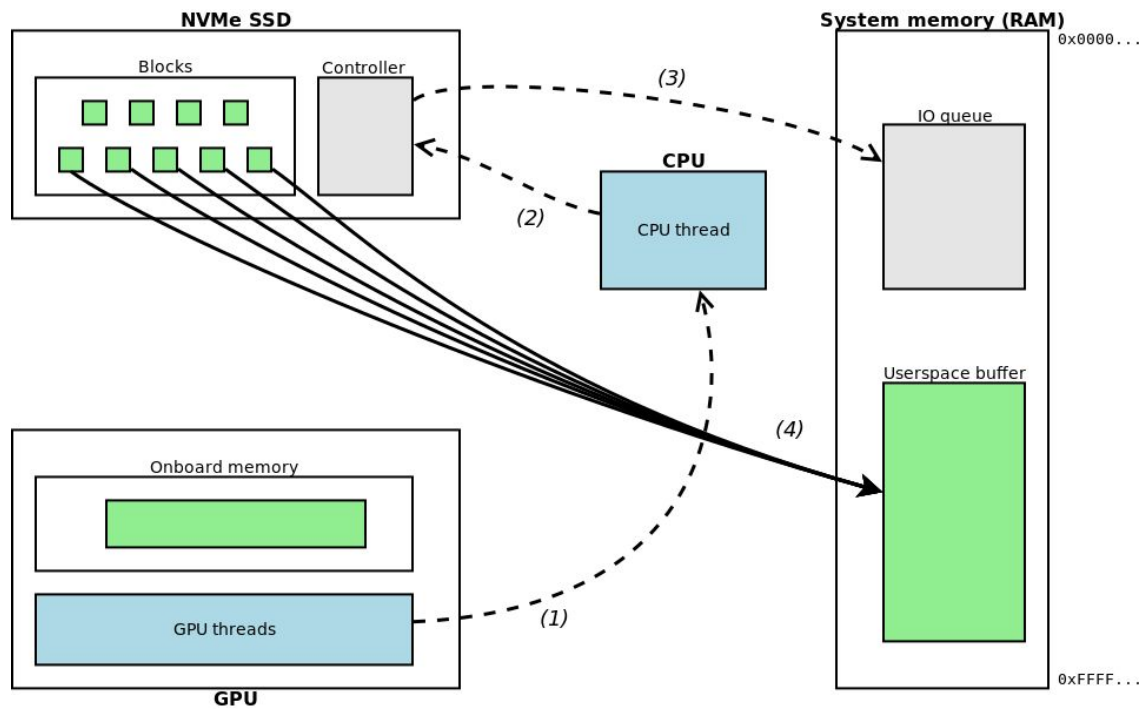 NVMe SSD
System memory (RAM)
0x0000...
Blocks
Controller
(3)
IO queue
CPU
(2)
CPU thread
Userspace buffer
(4)
Onboard memory
(1)
GPU threads
0xFFFF...
GPU